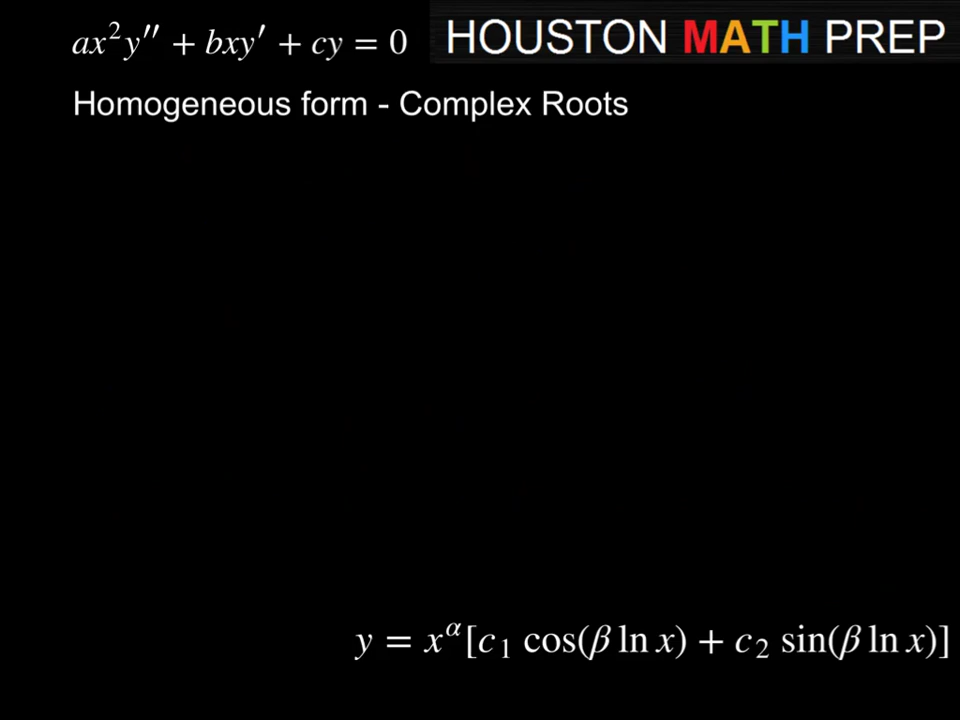 ax²y″ + bxy′ + cy = 0
HOUSTON MATH PREP
Homogeneous form - Complex Roots
y = x^α[c₁ cos(β ln x) + c₂ sin(β ln x)]